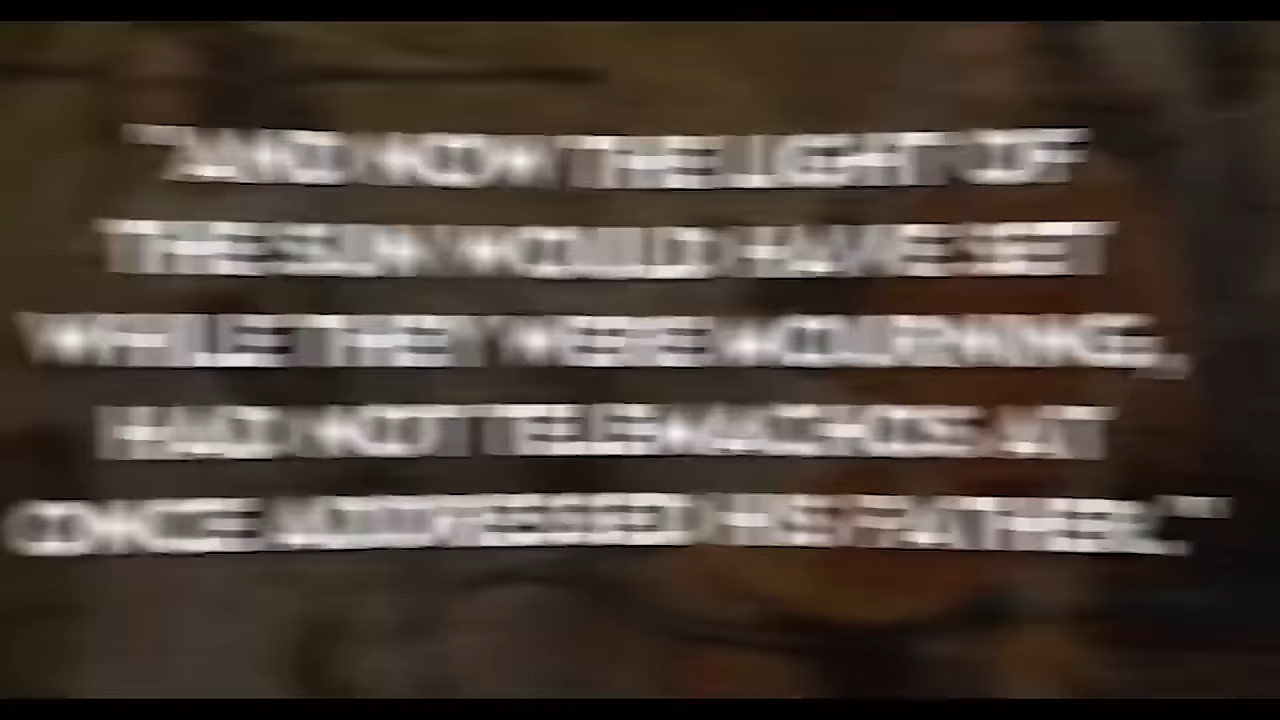 "AND NOW THE LIGHT OF
THE SUN WOULD HAVE SET
WHILE THEY WERE MOURNING,
HAD NOT TELEMACHOS AT
ONCE ADDRESSED HIS FATHER."